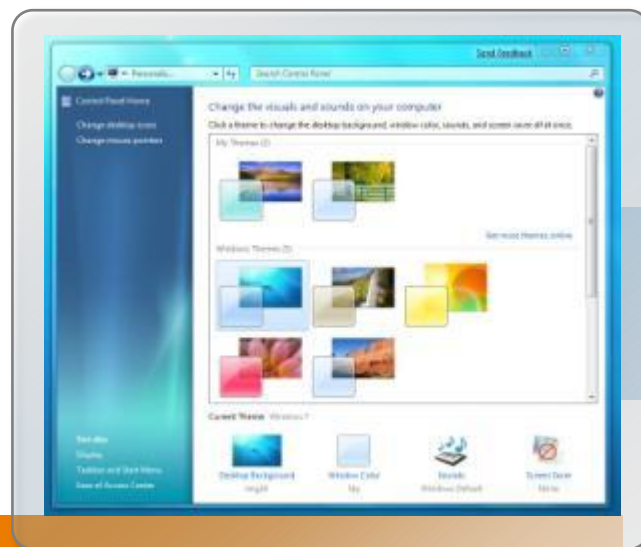 Send feedback
Personaliz...
Search Control Panel
Control Panel Home
Change desktop icons
Change mouse pointers
Change the visuals and sounds on your computer
Click a theme to change the desktop background, window color, sounds, and screen saver all at once.
My Themes (2)
Get more themes online
Windows Themes (5)
Current Theme Windows 7
See also
Display
Taskbar and Start Menu
Ease of Access Center
Desktop Background
Window Color
Sky
Sounds
Windows Default
Screen Saver
None